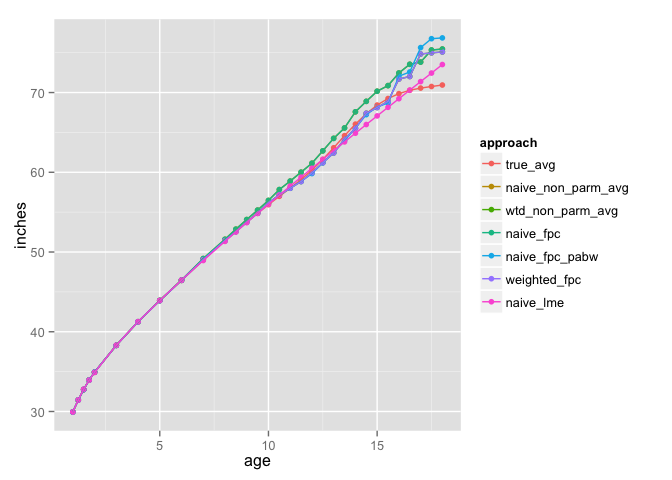 70
60
50
40
30
5
10
15
age
inches
approach
true_avg
naive_non_parm_avg
wtd_non_parm_avg
naive_fpc
naive_fpc_pabw
weighted_fpc
naive_lme